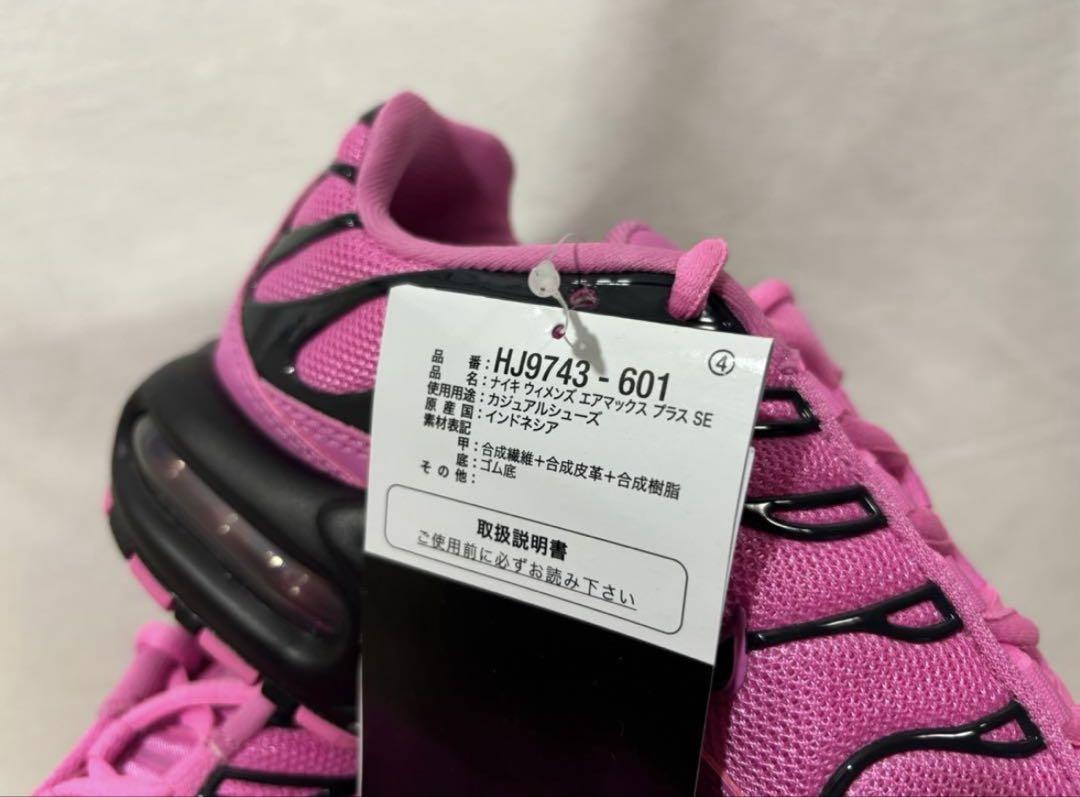 ④
品番：HJ9743 - 601
品名：ナイキ ウィメンズ エアマックス プラス SE
使用用途：カジュアルシューズ
原産国：インドネシア
素材表記
甲：合成繊維＋合成皮革＋合成樹脂
底：ゴム底
その他：
取扱説明書
ご使用前に必ずお読み下さい